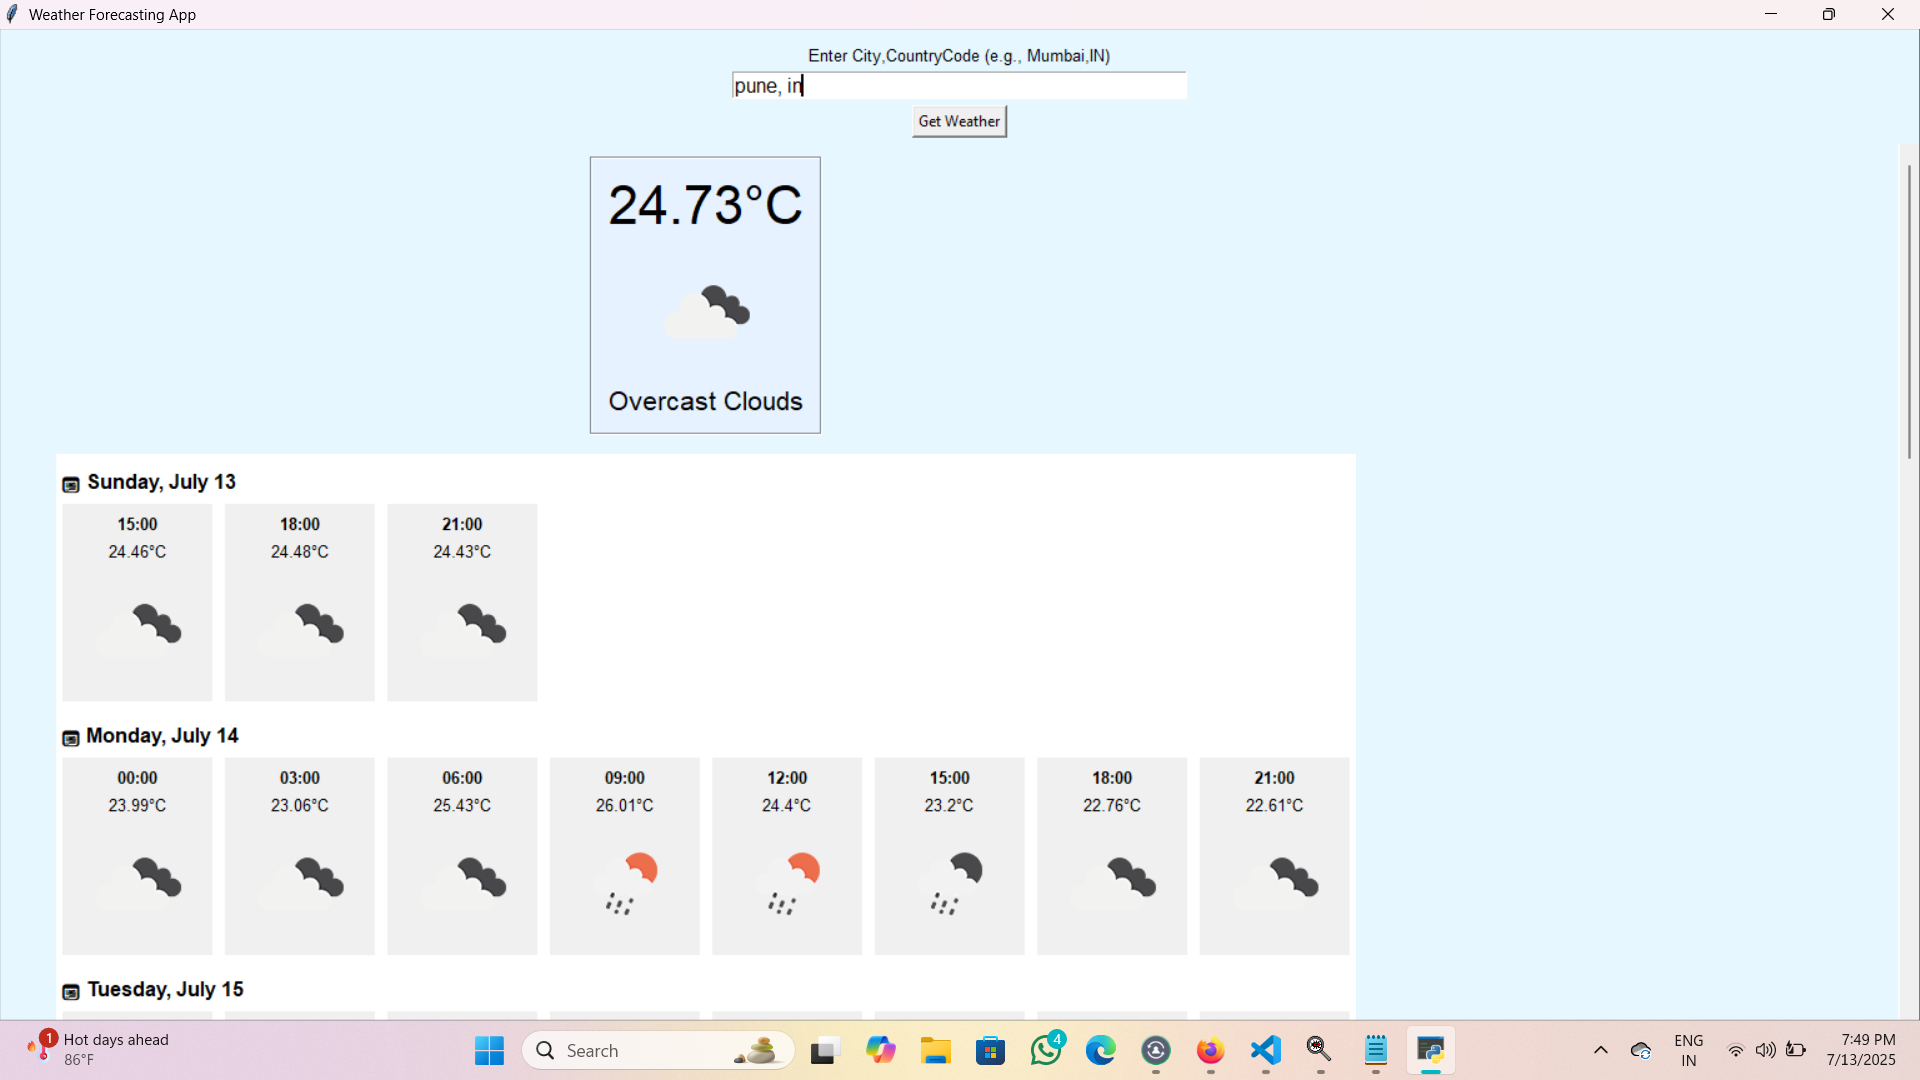 Weather Forecasting App
Enter City,CountryCode (e.g., Mumbai,IN)
pune, in
Get Weather
24.73°C
Overcast Clouds
Sunday, July 13
15:00 18:00 21:00
24.46°C 24.48°C 24.43°C
Monday, July 14
00:00 03:00 06:00 09:00 12:00 15:00 18:00 21:00
23.99°C 23.06°C 25.43°C 26.01°C 24.4°C 23.2°C 22.76°C 22.61°C
Tuesday, July 15
1 Hot days ahead
86°F
Search
4
ENG
IN
7:49 PM
7/13/2025